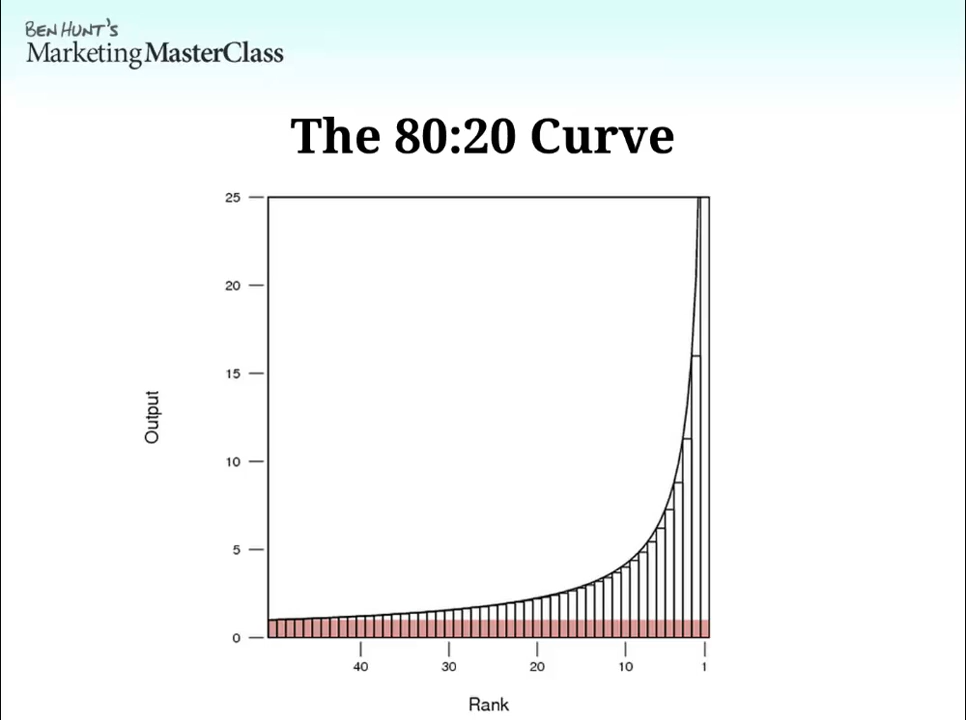 BEN HUNT'S
Marketing MasterClass
The 80:20 Curve
25
20
15
10
5
0
Output
40 30 20 10 1
Rank